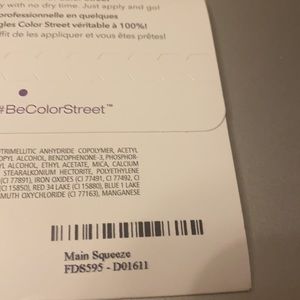 y with no dry time. Just apply and go!
professionnelle en quelques
gles Color Street véritable à 100%!
ffit de les appliquer et vous êtes prêtes!
#BeColorStreet™
TRIMELLITIC ANHYDRIDE COPOLYMER, ACETYL
OPYL ALCOHOL, BENZOPHENONE-3, PHOSPHOR-
YL ALCOHOL, ETHYL ACETATE, MICA, CALCIUM
STEARALKONIUM HECTORITE, POLYETHYLENE
(CI 77891), IRON OXIDES (CI 77491, CI 77492, CI
(CI 15850), RED 34 LAKE (CI 15880), BLUE 1 LAKE
MUTH OXYCHLORIDE (CI 77163), MANGANESE
Main Squeeze
FDS595 - D01611